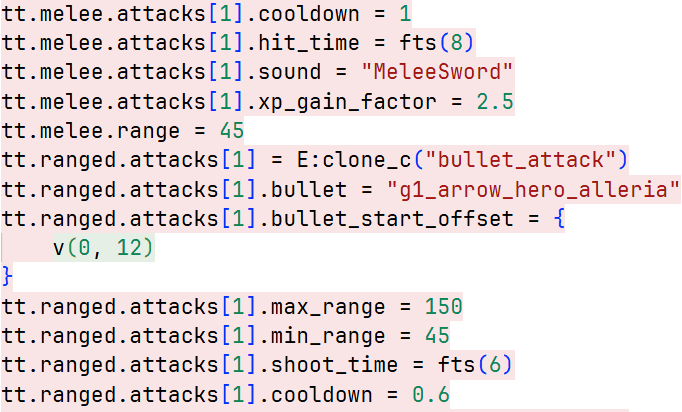 tt.melee.attacks[1].cooldown = 1
tt.melee.attacks[1].hit_time = fts(8)
tt.melee.attacks[1].sound = "MeleeSword"
tt.melee.attacks[1].xp_gain_factor = 2.5
tt.melee.range = 45
tt.ranged.attacks[1] = E:clone_c("bullet_attack")
tt.ranged.attacks[1].bullet = "g1_arrow_hero_alleria"
tt.ranged.attacks[1].bullet_start_offset = {
    v(0, 12)
}
tt.ranged.attacks[1].max_range = 150
tt.ranged.attacks[1].min_range = 45
tt.ranged.attacks[1].shoot_time = fts(6)
tt.ranged.attacks[1].cooldown = 0.6